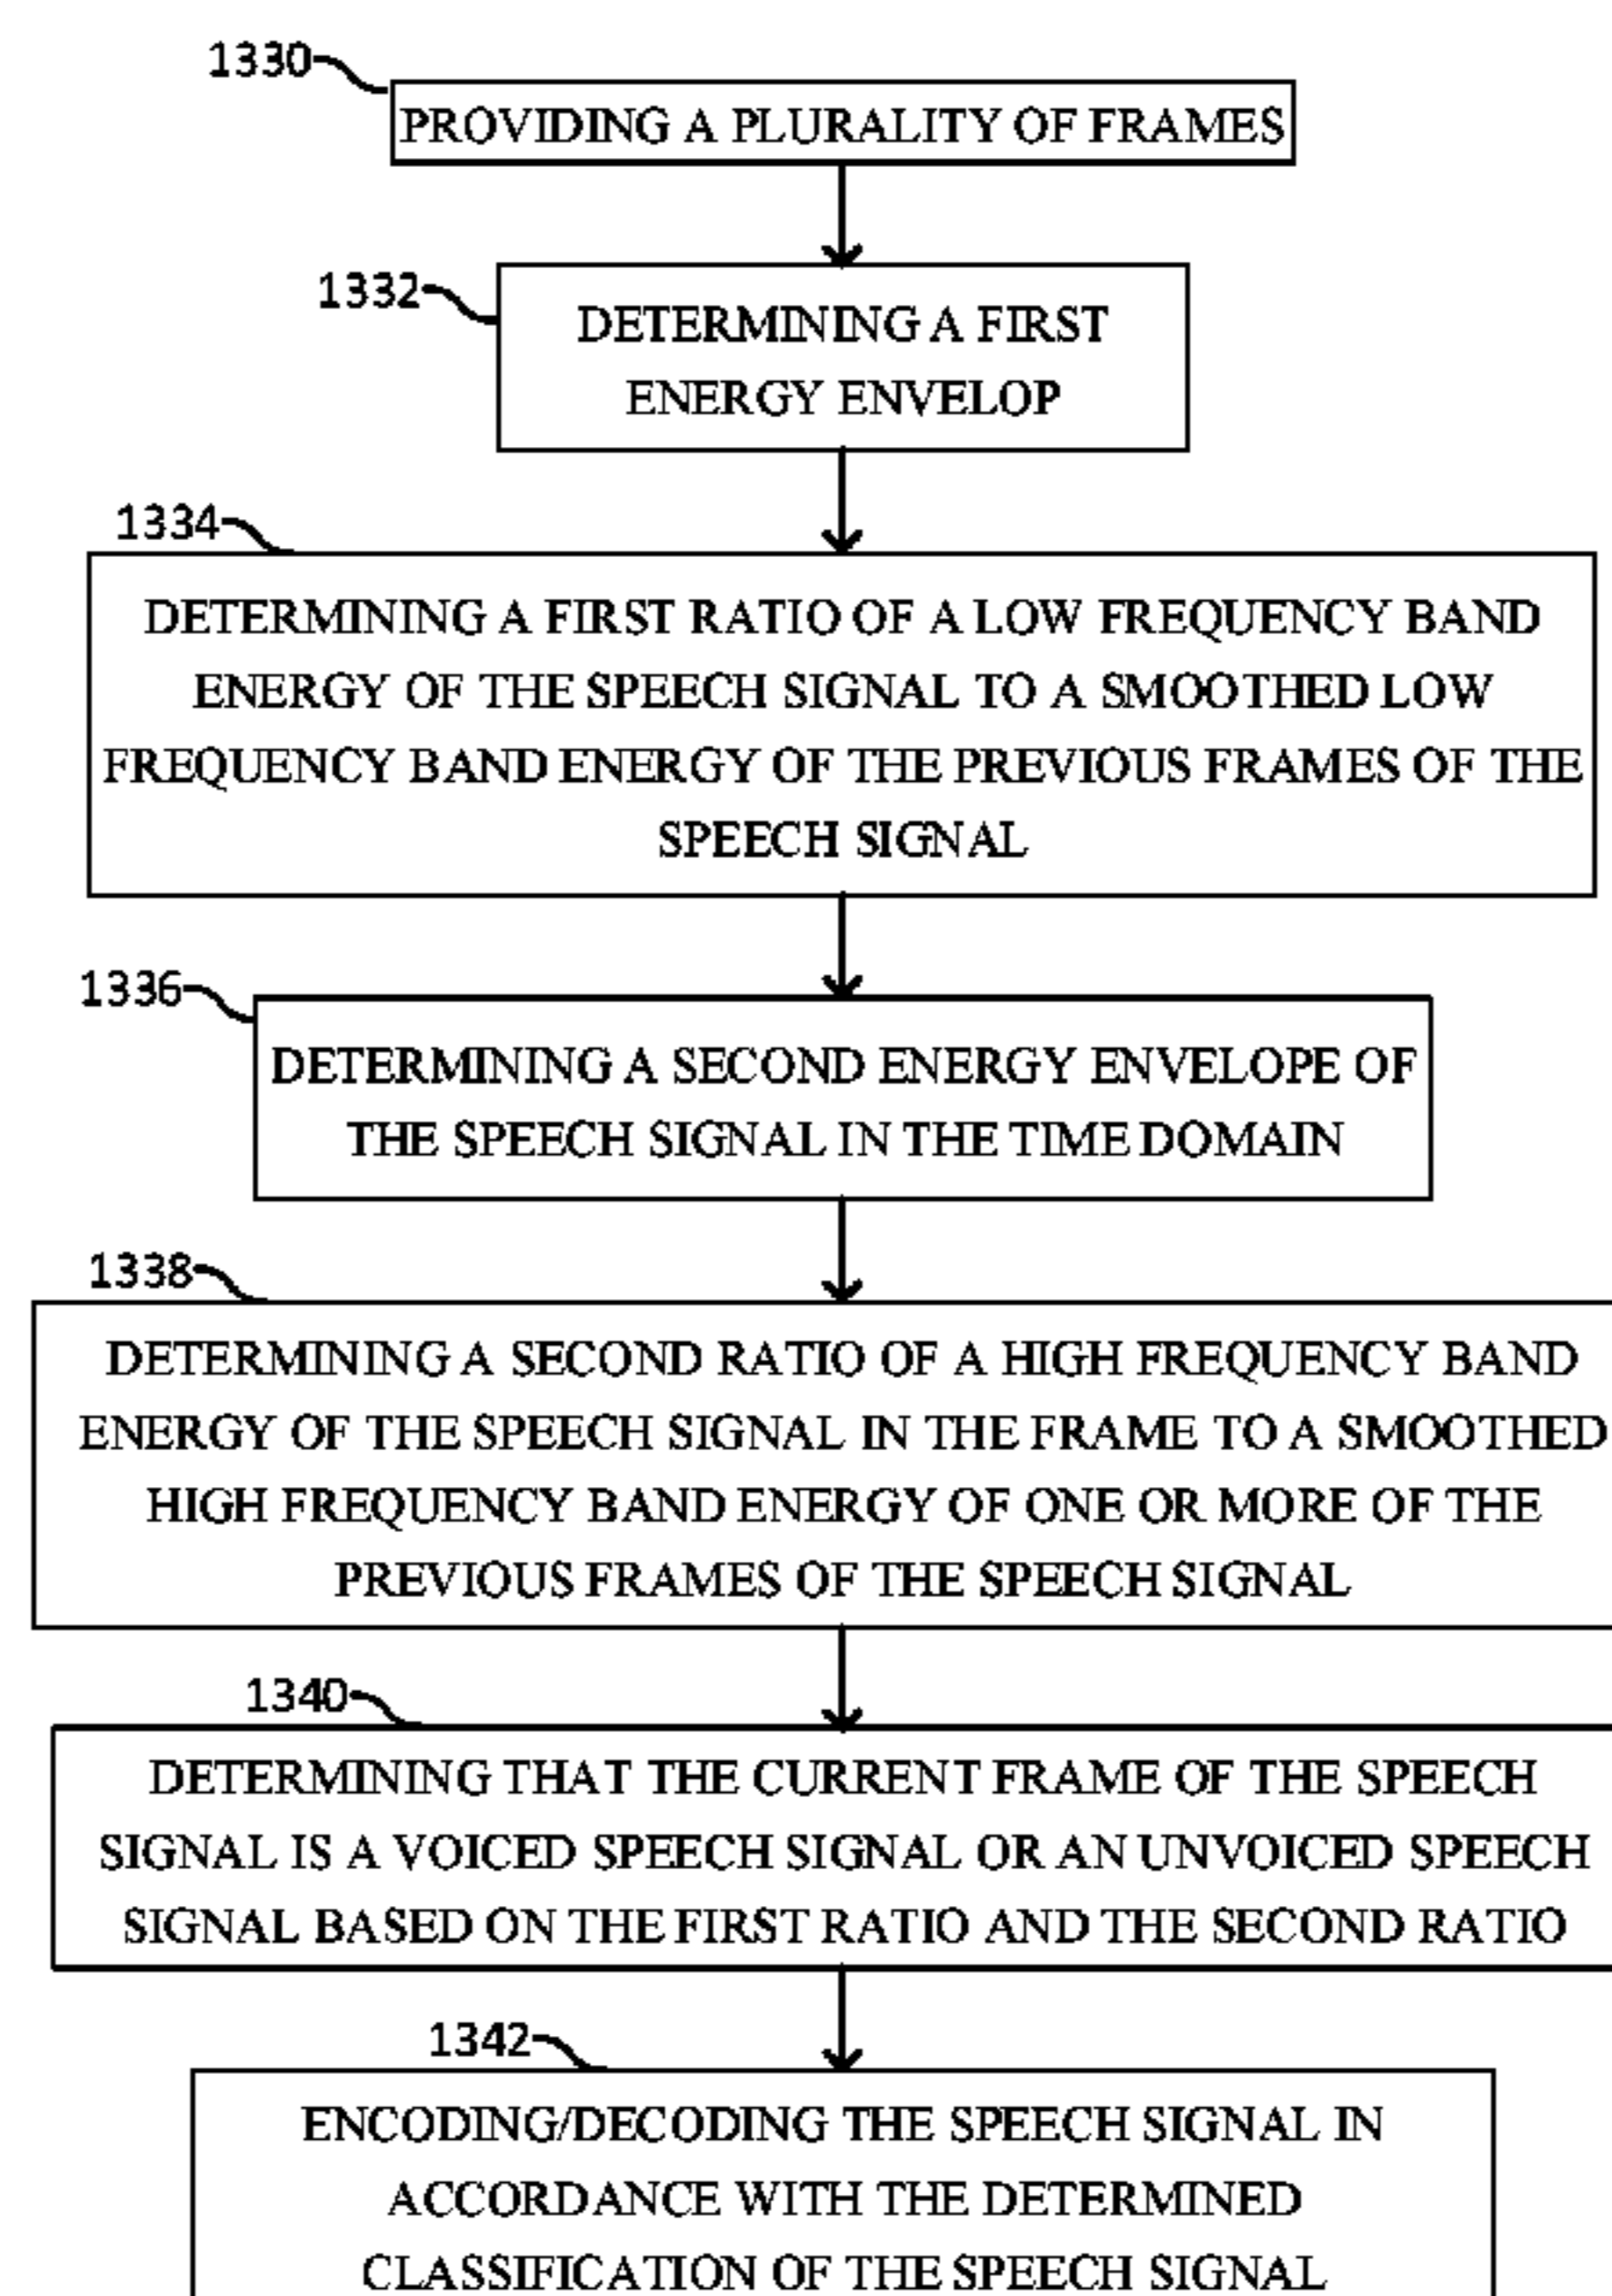 1330
PROVIDING A PLURALITY OF FRAMES
1332
DETERMINING A FIRST
ENERGY ENVELOP
1334
DETERMINING A FIRST RATIO OF A LOW FREQUENCY BAND
ENERGY OF THE SPEECH SIGNAL TO A SMOOTHED LOW
FREQUENCY BAND ENERGY OF THE PREVIOUS FRAMES OF THE
SPEECH SIGNAL
1336
DETERMINING A SECOND ENERGY ENVELOPE OF
THE SPEECH SIGNAL IN THE TIME DOMAIN
1338
DETERMINING A SECOND RATIO OF A HIGH FREQUENCY BAND
ENERGY OF THE SPEECH SIGNAL IN THE FRAME TO A SMOOTHED
HIGH FREQUENCY BAND ENERGY OF ONE OR MORE OF THE
PREVIOUS FRAMES OF THE SPEECH SIGNAL
1340
DETERMINING THAT THE CURRENT FRAME OF THE SPEECH
SIGNAL IS A VOICED SPEECH SIGNAL OR AN UNVOICED SPEECH
SIGNAL BASED ON THE FIRST RATIO AND THE SECOND RATIO
1342
ENCODING/DECODING THE SPEECH SIGNAL IN
ACCORDANCE WITH THE DETERMINED
CLASSIFICATION OF THE SPEECH SIGNAL